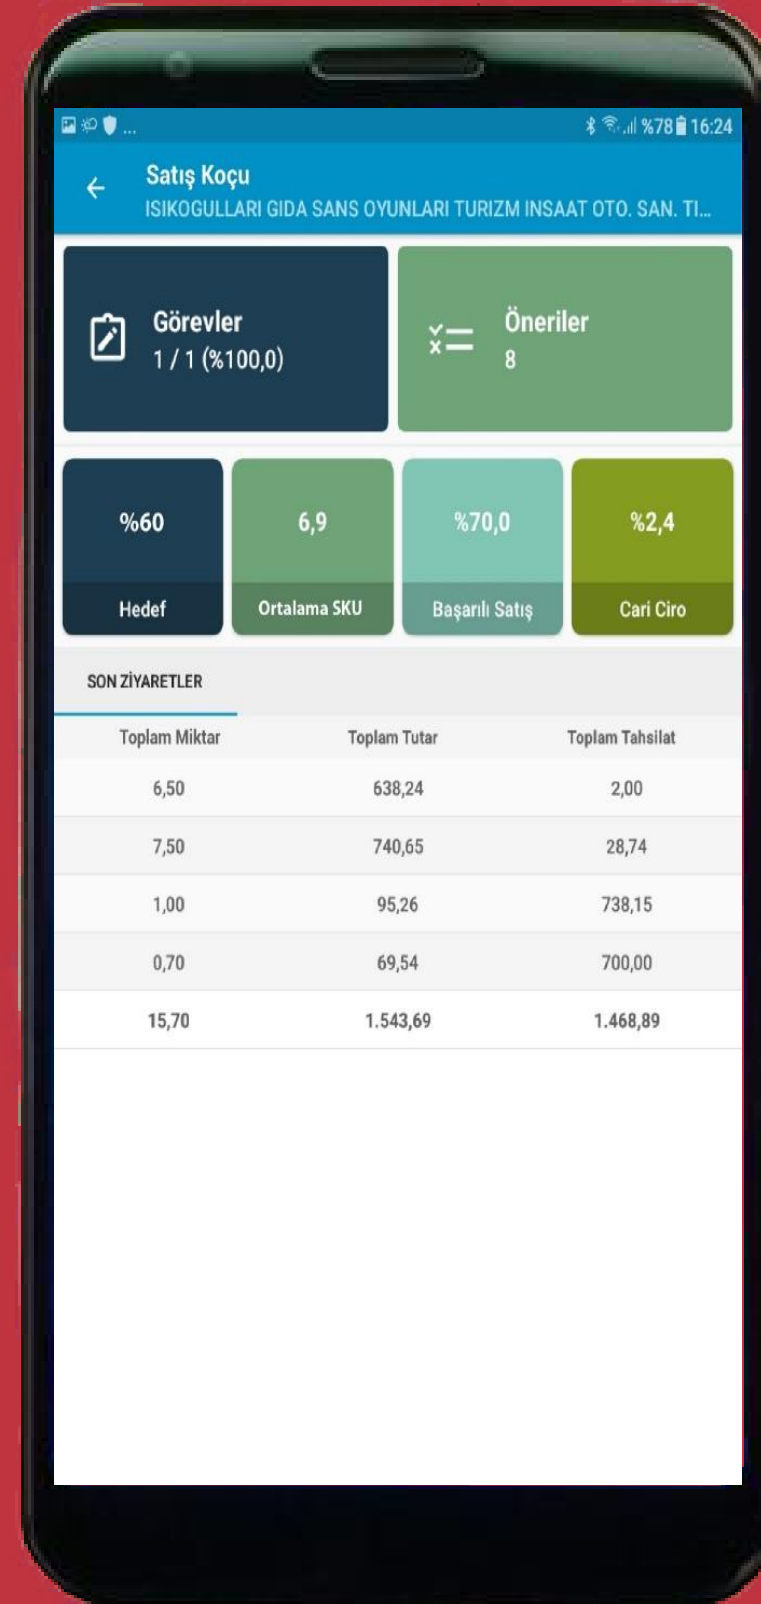 ... %78 16:24
Satış Koçu
ISIKOGULLARI GIDA SANS OYUNLARI TURIZM INSAAT OTO. SAN. TI...
Görevler
1 / 1 (%100,0)
Öneriler
8
%60 6,9 %70,0 %2,4
Hedef Ortalama SKU Başarılı Satış Cari Ciro
SON ZİYARETLER
Toplam Miktar Toplam Tutar Toplam Tahsilat
6,50 638,24 2,00
7,50 740,65 28,74
1,00 95,26 738,15
0,70 69,54 700,00
15,70 1.543,69 1.468,89